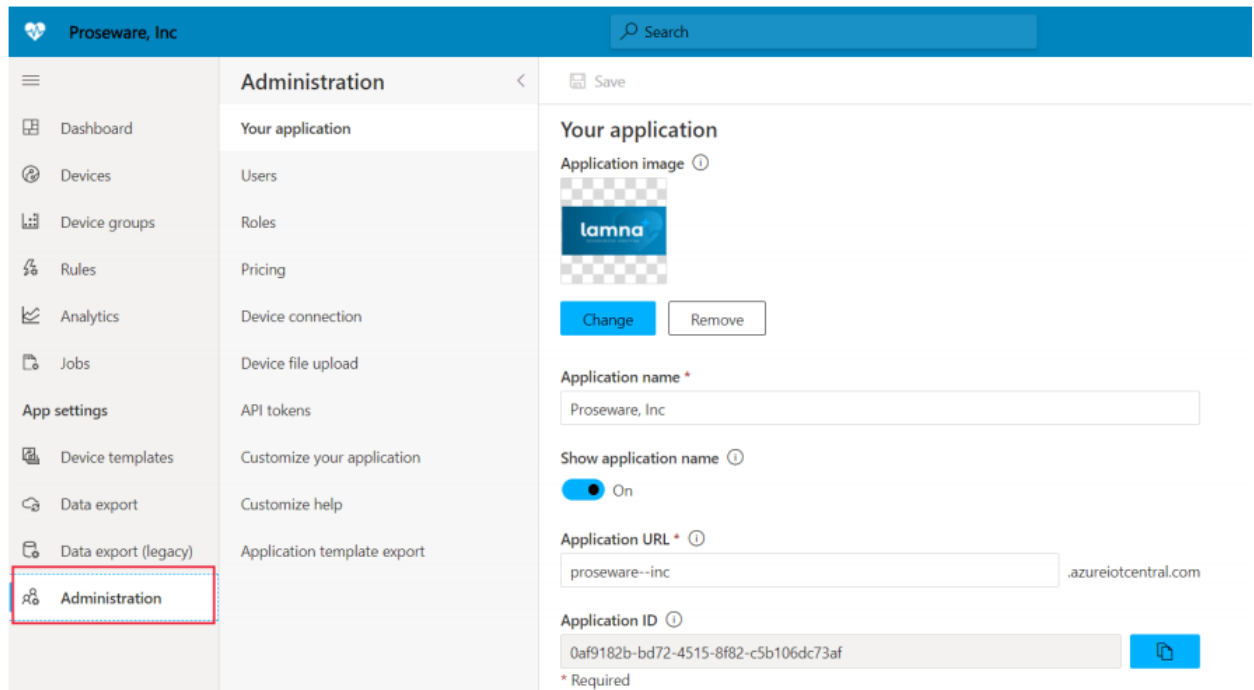 Proseware, Inc
Search
Dashboard
Devices
Device groups
Rules
Analytics
Jobs
App settings
Device templates
Data export
Data export (legacy)
Administration
Administration
Your application
Users
Roles
Pricing
Device connection
Device file upload
API tokens
Customize your application
Customize help
Application template export
Save
Your application
Application image
lamna
Change
Remove
Application name *
Proseware, Inc
Show application name
On
Application URL *
proseware--inc .azureiotcentral.com
Application ID
0af9182b-bd72-4515-8f82-c5b106dc73af
* Required